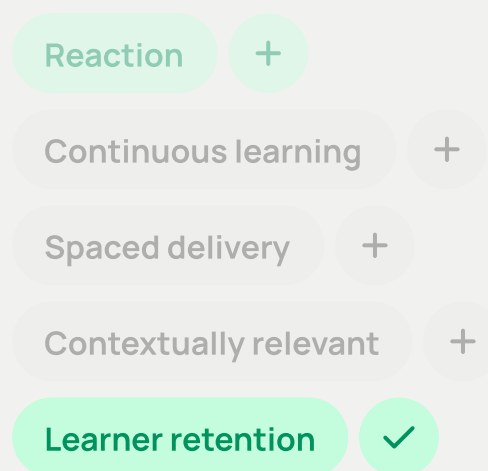 Reaction +
Continuous learning +
Spaced delivery +
Contextually relevant +
Learner retention ✓